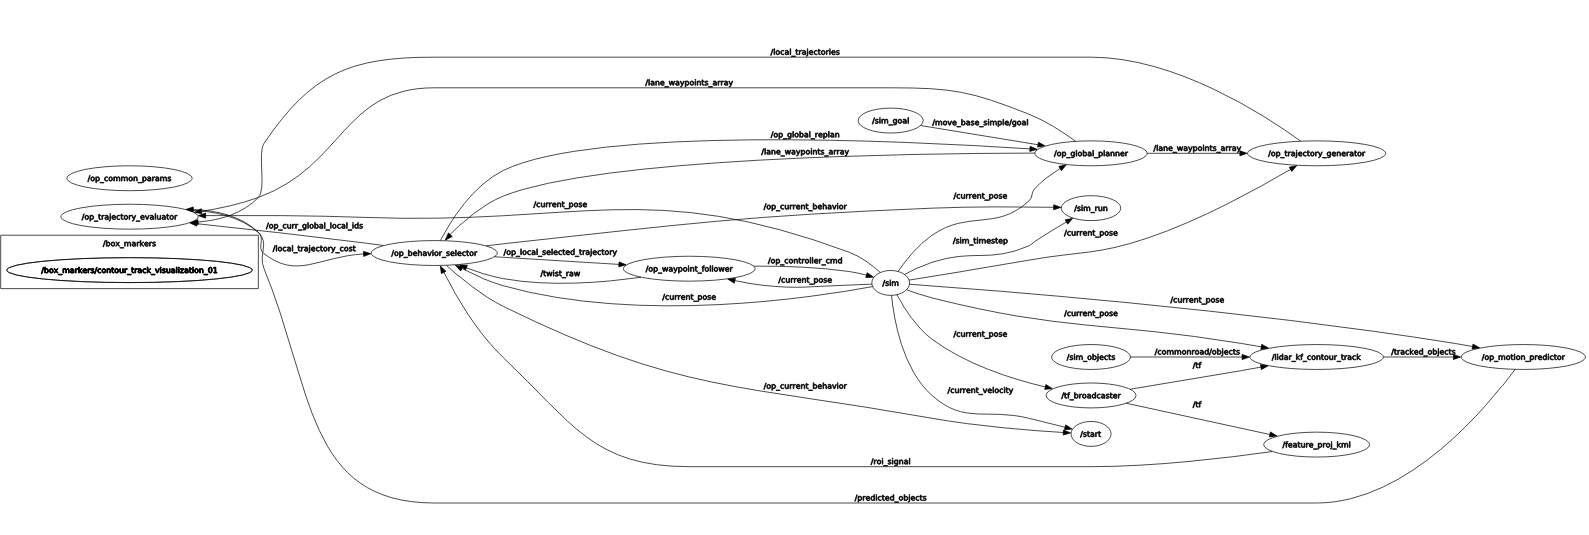 /local_trajectories
/lane_waypoints_array
/sim_goal
/move_base_simple/goal
/op_global_replan
/lane_waypoints_array
/op_global_planner
/lane_waypoints_array
/op_trajectory_generator
/op_common_params
/current_pose
/op_current_behavior
/sim_run
/op_trajectory_evaluator
/current_pose
/op_curr_global_local_ids
/current_pose
/box_markers
/box_markers/contour_track_visualization_01
/local_trajectory_cost
/op_behavior_selector
/op_local_selected_trajectory
/sim_timestep
/op_waypoint_follower
/op_controller_cmd
/twist_raw
/current_pose
/sim
/current_pose
/current_pose
/current_pose
/current_pose
/sim_objects
/commonroad/objects
/lidar_kf_contour_track
/tracked_objects
/op_motion_predictor
/tf
/op_current_behavior
/current_velocity
/tf_broadcaster
/tf
/start
/feature_proj_kml
/roi_signal
/predicted_objects